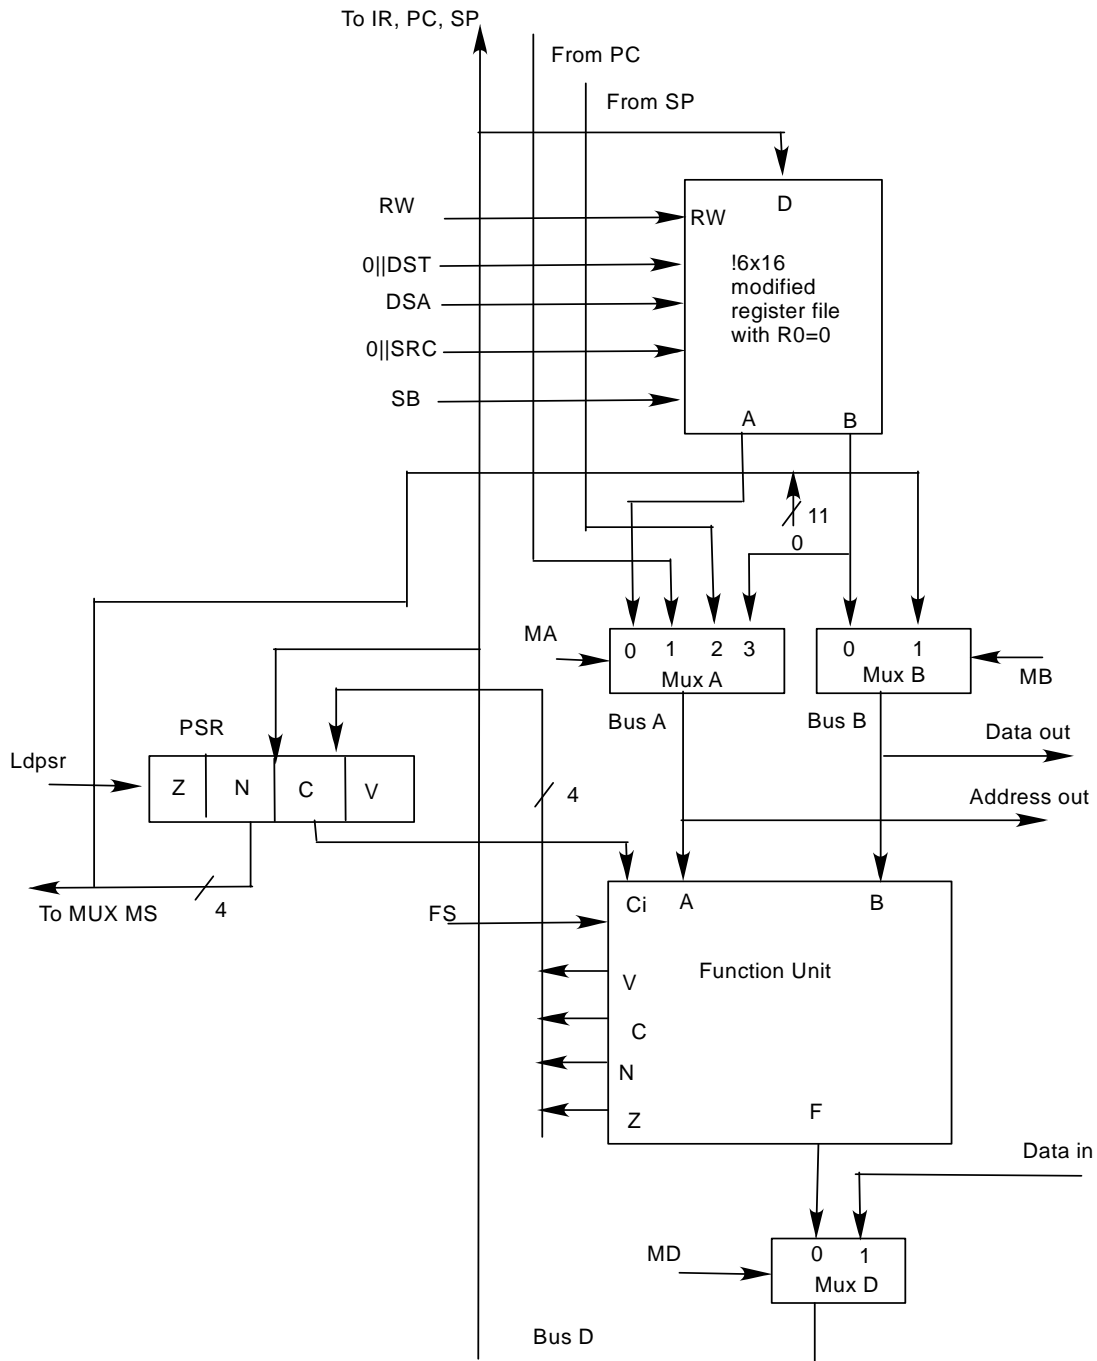 To IR, PC, SP
From PC
From SP
RW
D
RW
0||DST
!6x16
modified
register file
with R0=0
DSA
0||SRC
SB
A
B
11
0
MA
0 1 2 3
Mux A
0 1
Mux B
MB
Bus A
Bus B
PSR
Data out
Ldpsr
Z N C V
4
Address out
To MUX MS
4
FS
Ci A B
Function Unit
V
C
N
Z
F
Data in
MD
0 1
Mux D
Bus D